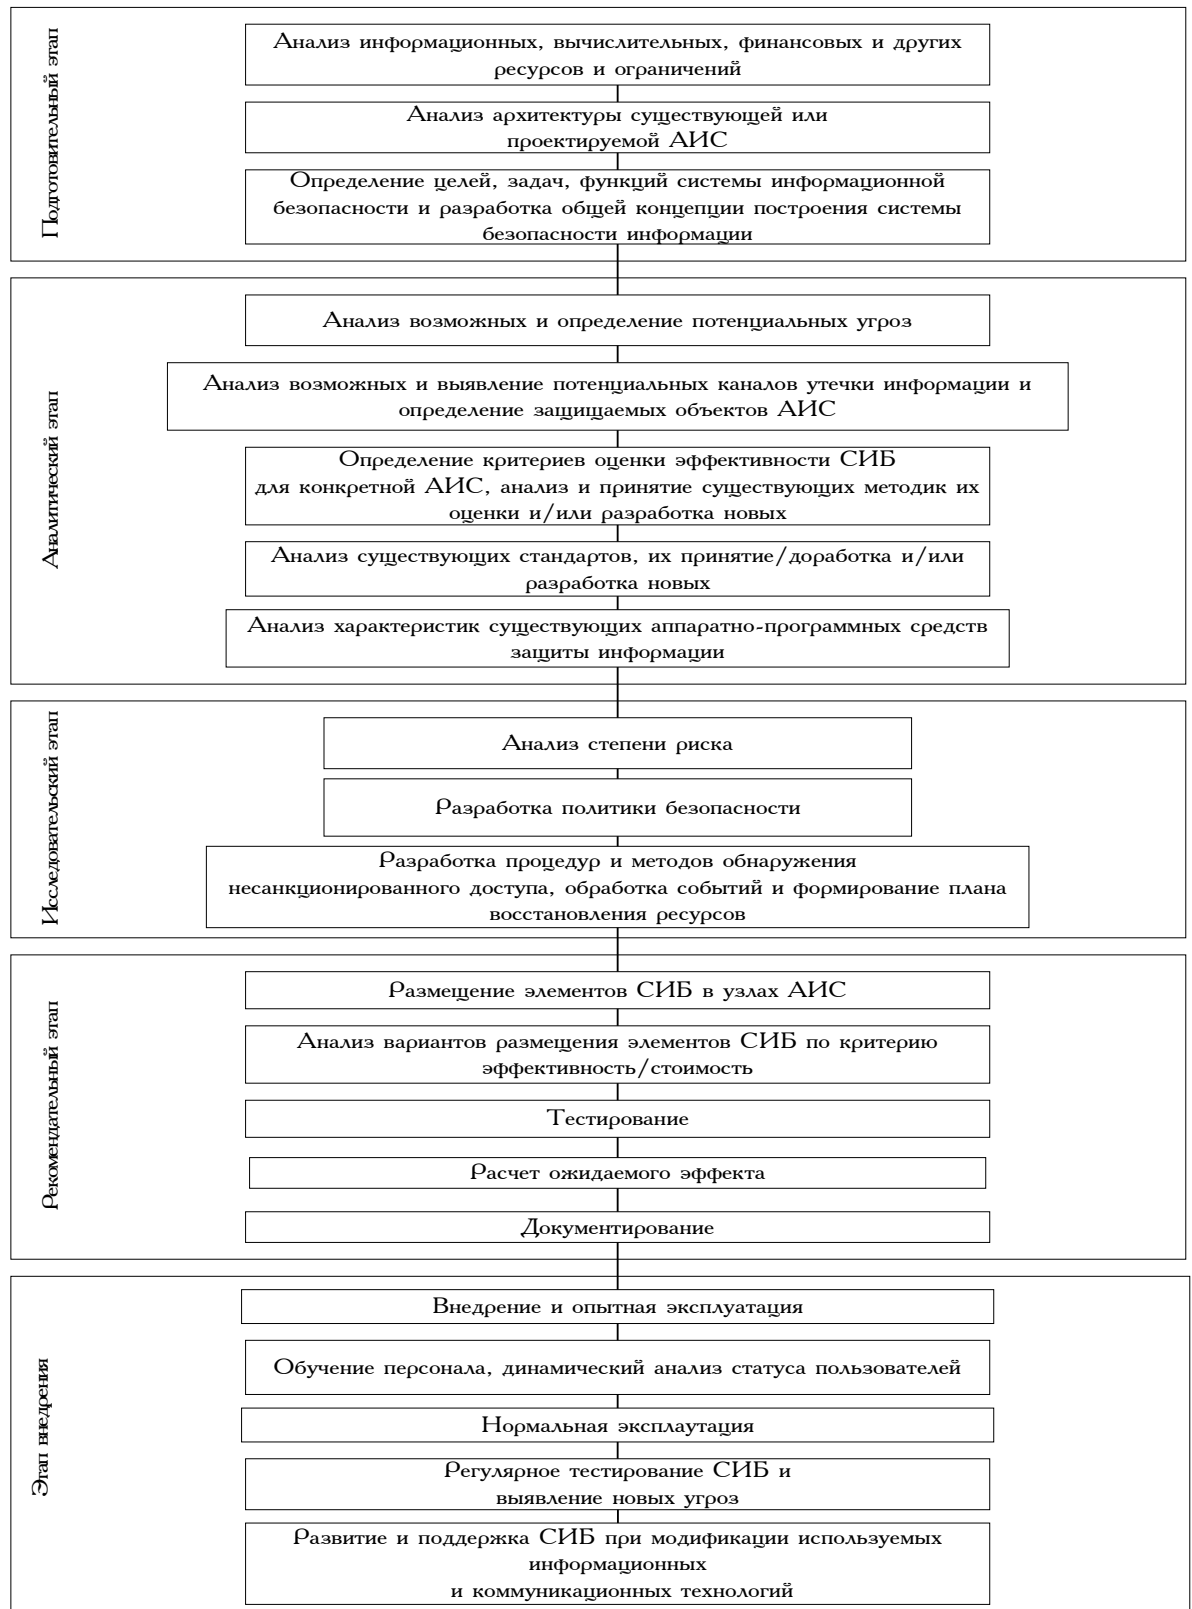 Подготовительный этап
Анализ информационных, вычислительных, финансовых и других
ресурсов и ограничений
Анализ архитектуры существующей или
проектируемой АИС
Определение целей, задач, функций системы информационной
безопасности и разработка общей концепции построения системы
безопасности информации
Аналитический этап
Анализ возможных и определение потенциальных угроз
Анализ возможных и выявление потенциальных каналов утечки информации и
определение защищаемых объектов АИС
Определение критериев оценки эффективности СИБ
для конкретной АИС, анализ и принятие существующих методик их
оценки и/или разработка новых
Анализ существующих стандартов, их принятие/доработка и/или
разработка новых
Анализ характеристик существующих аппаратно-программных средств
защиты информации
Исследовательский этап
Анализ степени риска
Разработка политики безопасности
Разработка процедур и методов обнаружения
несанкционированного доступа, обработка событий и формирование плана
восстановления ресурсов
Рекомендательный этап
Размещение элементов СИБ в узлах АИС
Анализ вариантов размещения элементов СИБ по критерию
эффективность/стоимость
Тестирование
Расчет ожидаемого эффекта
Документирование
Этап внедрения
Внедрение и опытная эксплуатация
Обучение персонала, динамический анализ статуса пользователей
Нормальная эксплаутация
Регулярное тестирование СИБ и
выявление новых угроз
Развитие и поддержка СИБ при модификации используемых
информационных
и коммуникационных технологий